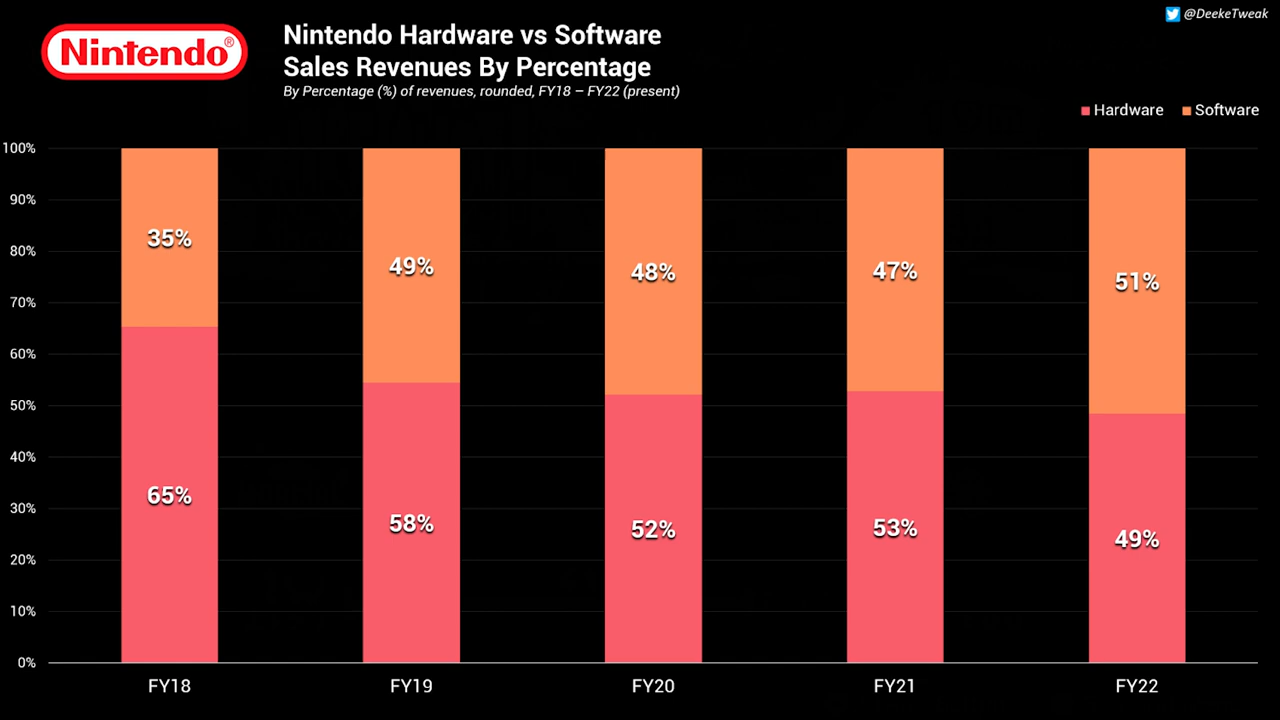 @DeekeTweak
Nintendo®
Nintendo Hardware vs Software
Sales Revenues By Percentage
By Percentage (%) of revenues, rounded, FY18 – FY22 (present)
Hardware Software
100%
90%
80%
70%
60%
50%
40%
30%
20%
10%
0%
35% 49% 48% 47% 51%
65% 58% 52% 53% 49%
FY18 FY19 FY20 FY21 FY22